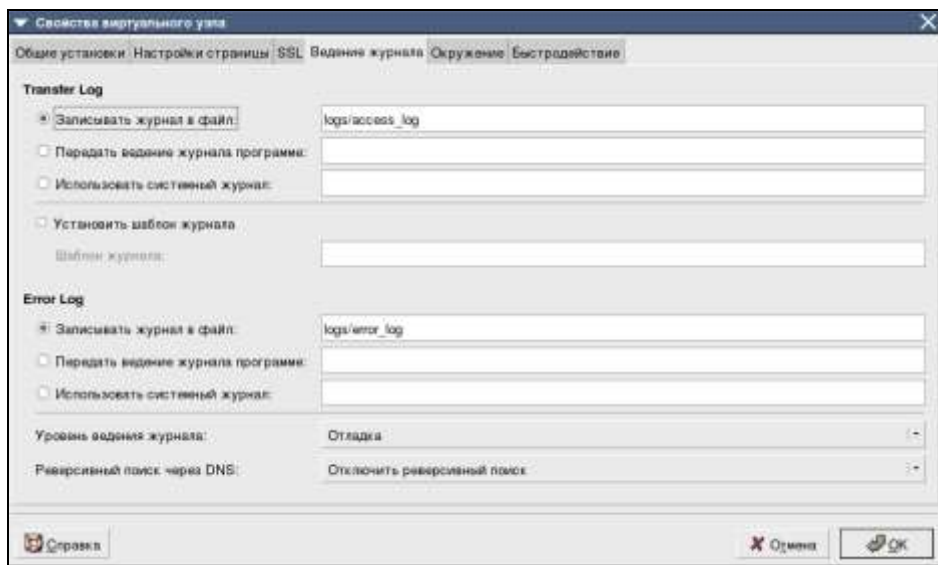 Свойства виртуального узла
Общие установки Настройки страницы SSL Ведение журнала Окружение Быстродействие
Transfer Log
Записывать журнал в файл: logs/access_log
Передать ведение журнала программе:
Использовать системный журнал:
Установить шаблон журнала
Шаблон журнала:
Error Log
Записывать журнал в файл: logs/error_log
Передать ведение журнала программе:
Использовать системный журнал:
Уровень ведения журнала: Отладка
Реверсивный поиск через DNS: Отключить реверсивный поиск
Справка Отмена OK